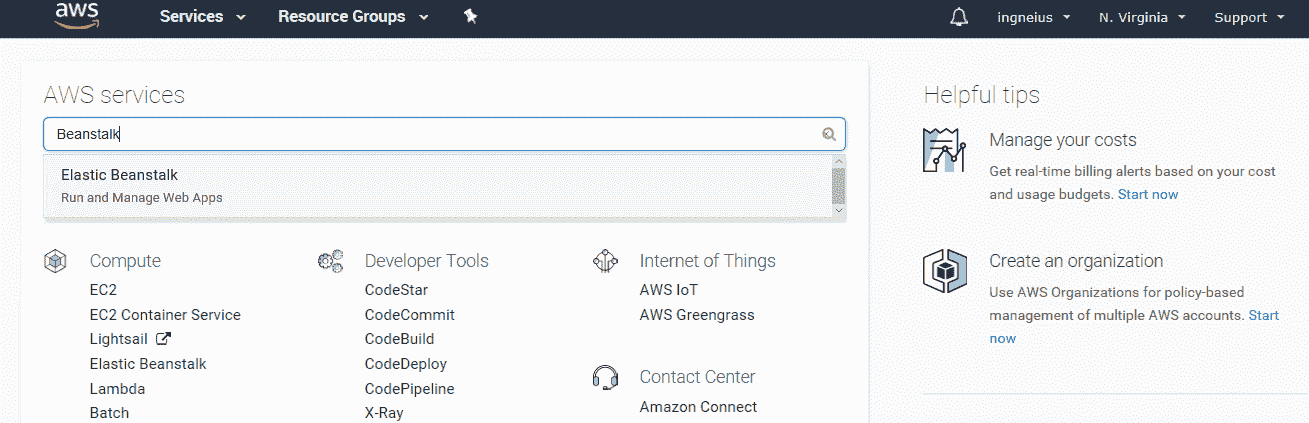 aws Services Resource Groups ingneius N. Virginia Support
AWS services
Beanstalk
Elastic Beanstalk
Run and Manage Web Apps
Compute
EC2
EC2 Container Service
Lightsail
Elastic Beanstalk
Lambda
Batch
Developer Tools
CodeStar
CodeCommit
CodeBuild
CodeDeploy
CodePipeline
X-Ray
Internet of Things
AWS IoT
AWS Greengrass
Contact Center
Amazon Connect
Helpful tips
Manage your costs
Get real-time billing alerts based on your cost
and usage budgets. Start now
Create an organization
Use AWS Organizations for policy-based
management of multiple AWS accounts. Start
now